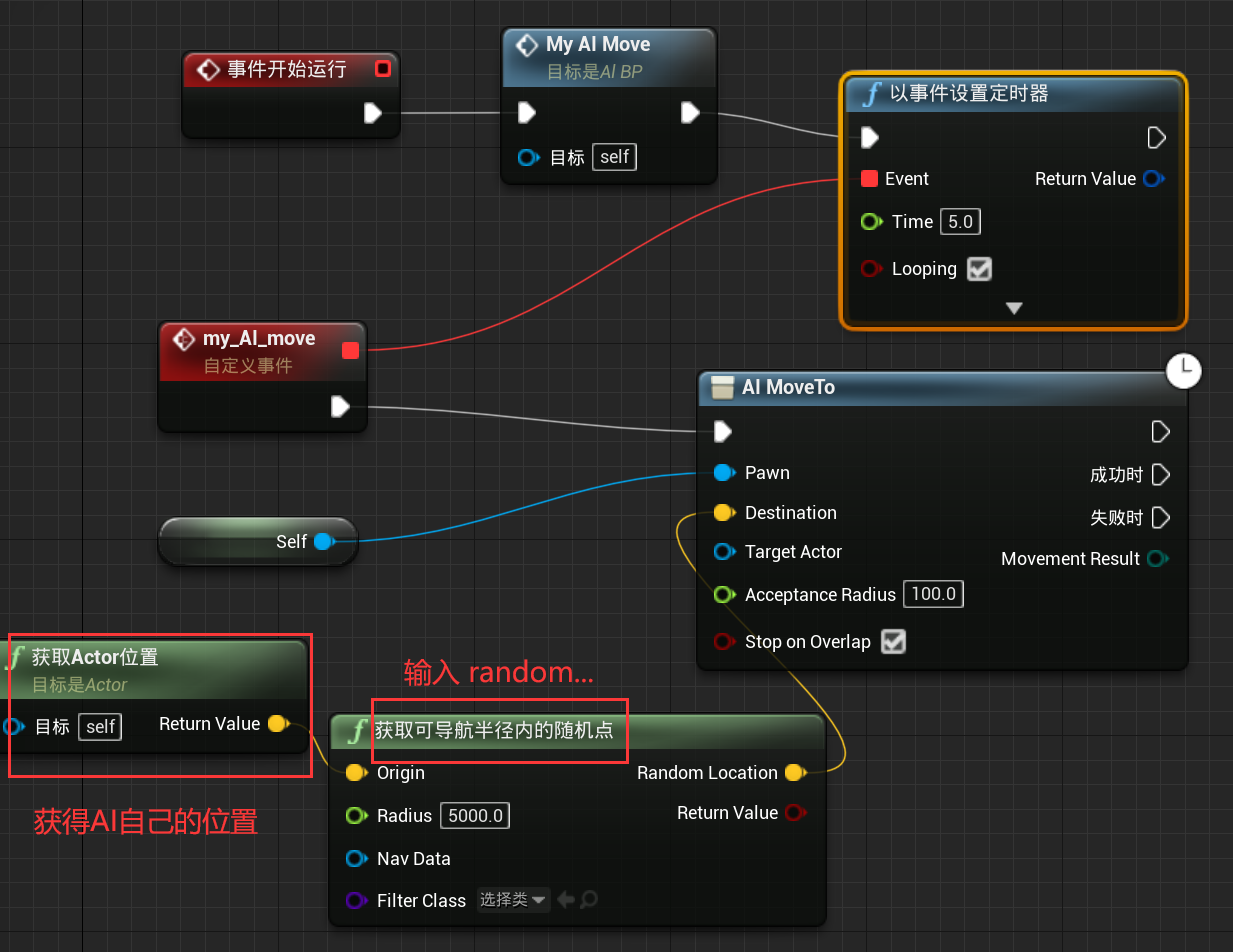 事件开始运行
My AI Move
目标是AI BP
目标 self
f 以事件设置定时器
Event Return Value
Time 5.0
Looping
my_AI_move
自定义事件
AI MoveTo
Pawn 成功时
Destination 失败时
Target Actor Movement Result
Acceptance Radius 100.0
Stop on Overlap
Self
f 获取Actor位置
目标是Actor
目标 self Return Value
获得AI自己的位置
输入 random...
f 获取可导航半径内的随机点
Origin Random Location
Radius 5000.0 Return Value
Nav Data
Filter Class 选择类